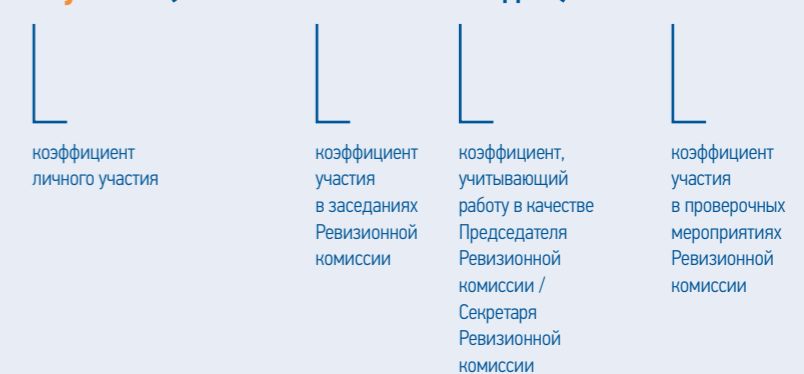 коэффициент
личного участия
коэффициент
участия
в заседаниях
Ревизионной
комиссии
коэффициент,
учитывающий
работу в качестве
Председателя
Ревизионной
комиссии /
Секретаря
Ревизионной
комиссии
коэффициент
участия
в проверочных
мероприятиях
Ревизионной
комиссии